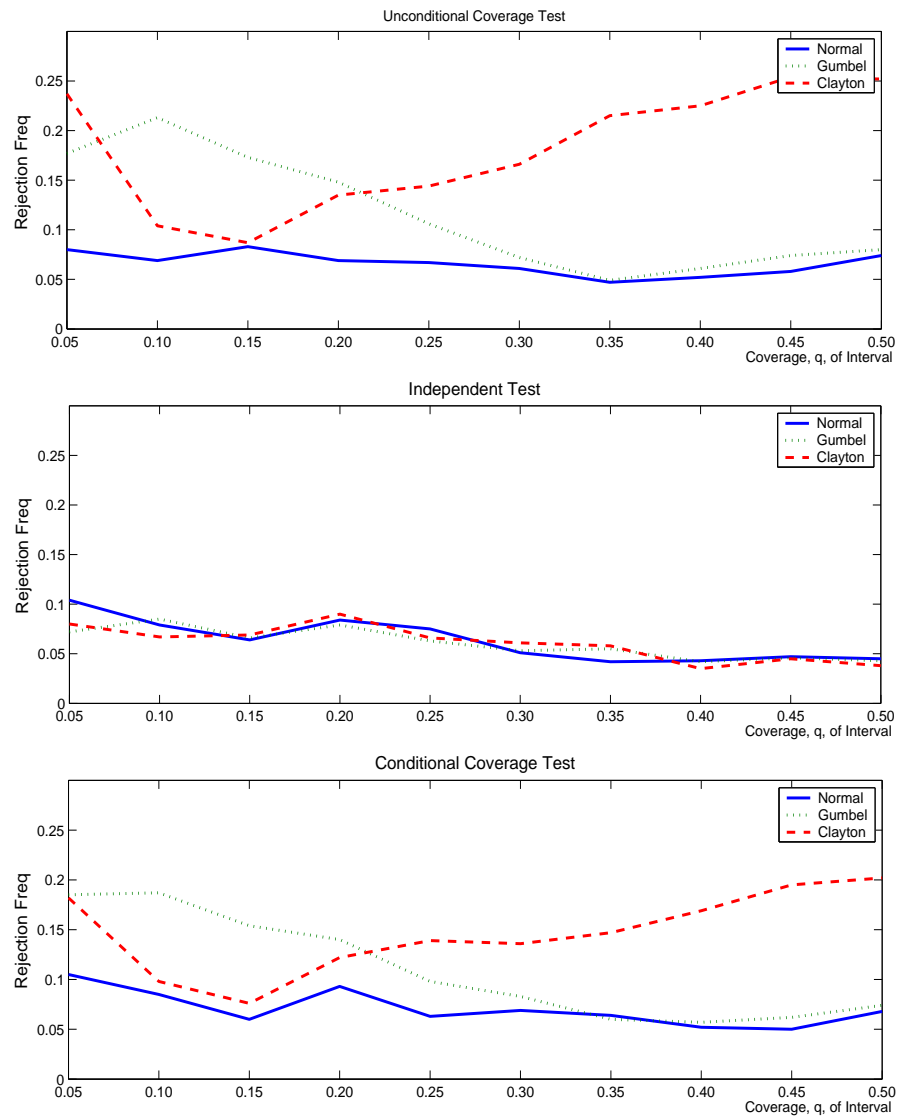 Unconditional Coverage Test
Normal
Gumbel
Clayton
0.25
0.2
0.15
0.1
0.05
0
Rejection Freq
0.05 0.10 0.15 0.20 0.25 0.30 0.35 0.40 0.45 0.50
Coverage, q, of Interval
Independent Test
Normal
Gumbel
Clayton
0.25
0.2
0.15
0.1
0.05
0
Rejection Freq
0.05 0.10 0.15 0.20 0.25 0.30 0.35 0.40 0.45 0.50
Coverage, q, of Interval
Conditional Coverage Test
Normal
Gumbel
Clayton
0.25
0.2
0.15
0.1
0.05
0
Rejection Freq
0.05 0.10 0.15 0.20 0.25 0.30 0.35 0.40 0.45 0.50
Coverage, q, of Interval